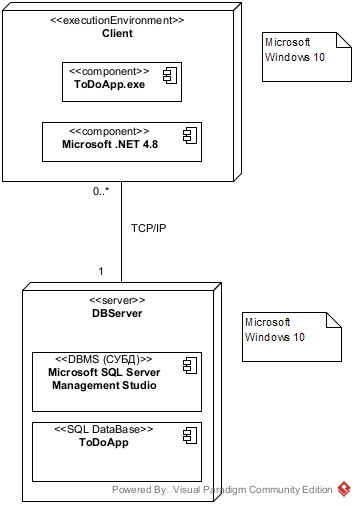 <<executionEnvironment>>
Client
<<component>>
ToDoApp.exe
<<component>>
Microsoft .NET 4.8
Microsoft
Windows 10
0..*
TCP/IP
1
<<server>>
DBServer
<<DBMS (СУБД)>>
Microsoft SQL Server
Management Studio
<<SQL DataBase>>
ToDoApp
Microsoft
Windows 10
Powered By Visual Paradigm Community Edition